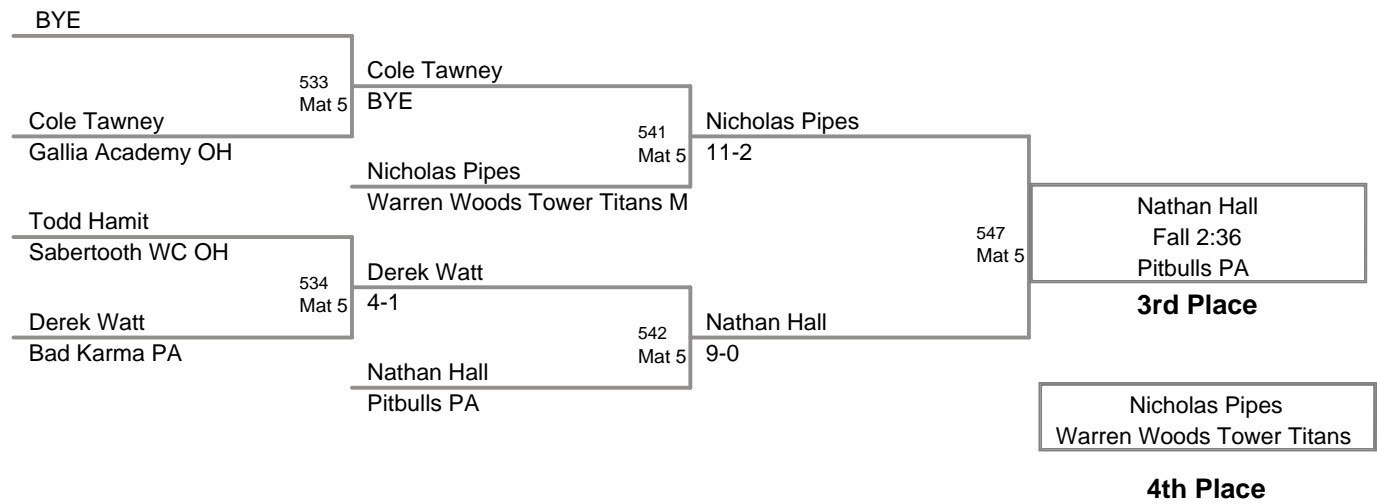 BYE
533
Mat 5
Cole Tawney
Gallia Academy OH
Cole Tawney
BYE
541
Mat 5
Nicholas Pipes
Warren Woods Tower Titans M
Nicholas Pipes
11-2
Todd Hamit
Sabertooth WC OH
534
Mat 5
Derek Watt
Bad Karma PA
Derek Watt
4-1
542
Mat 5
Nathan Hall
Pitbulls PA
Nathan Hall
9-0
547
Mat 5
Nathan Hall
Fall 2:36
Pitbulls PA
3rd Place
Nicholas Pipes
Warren Woods Tower Titans
4th Place